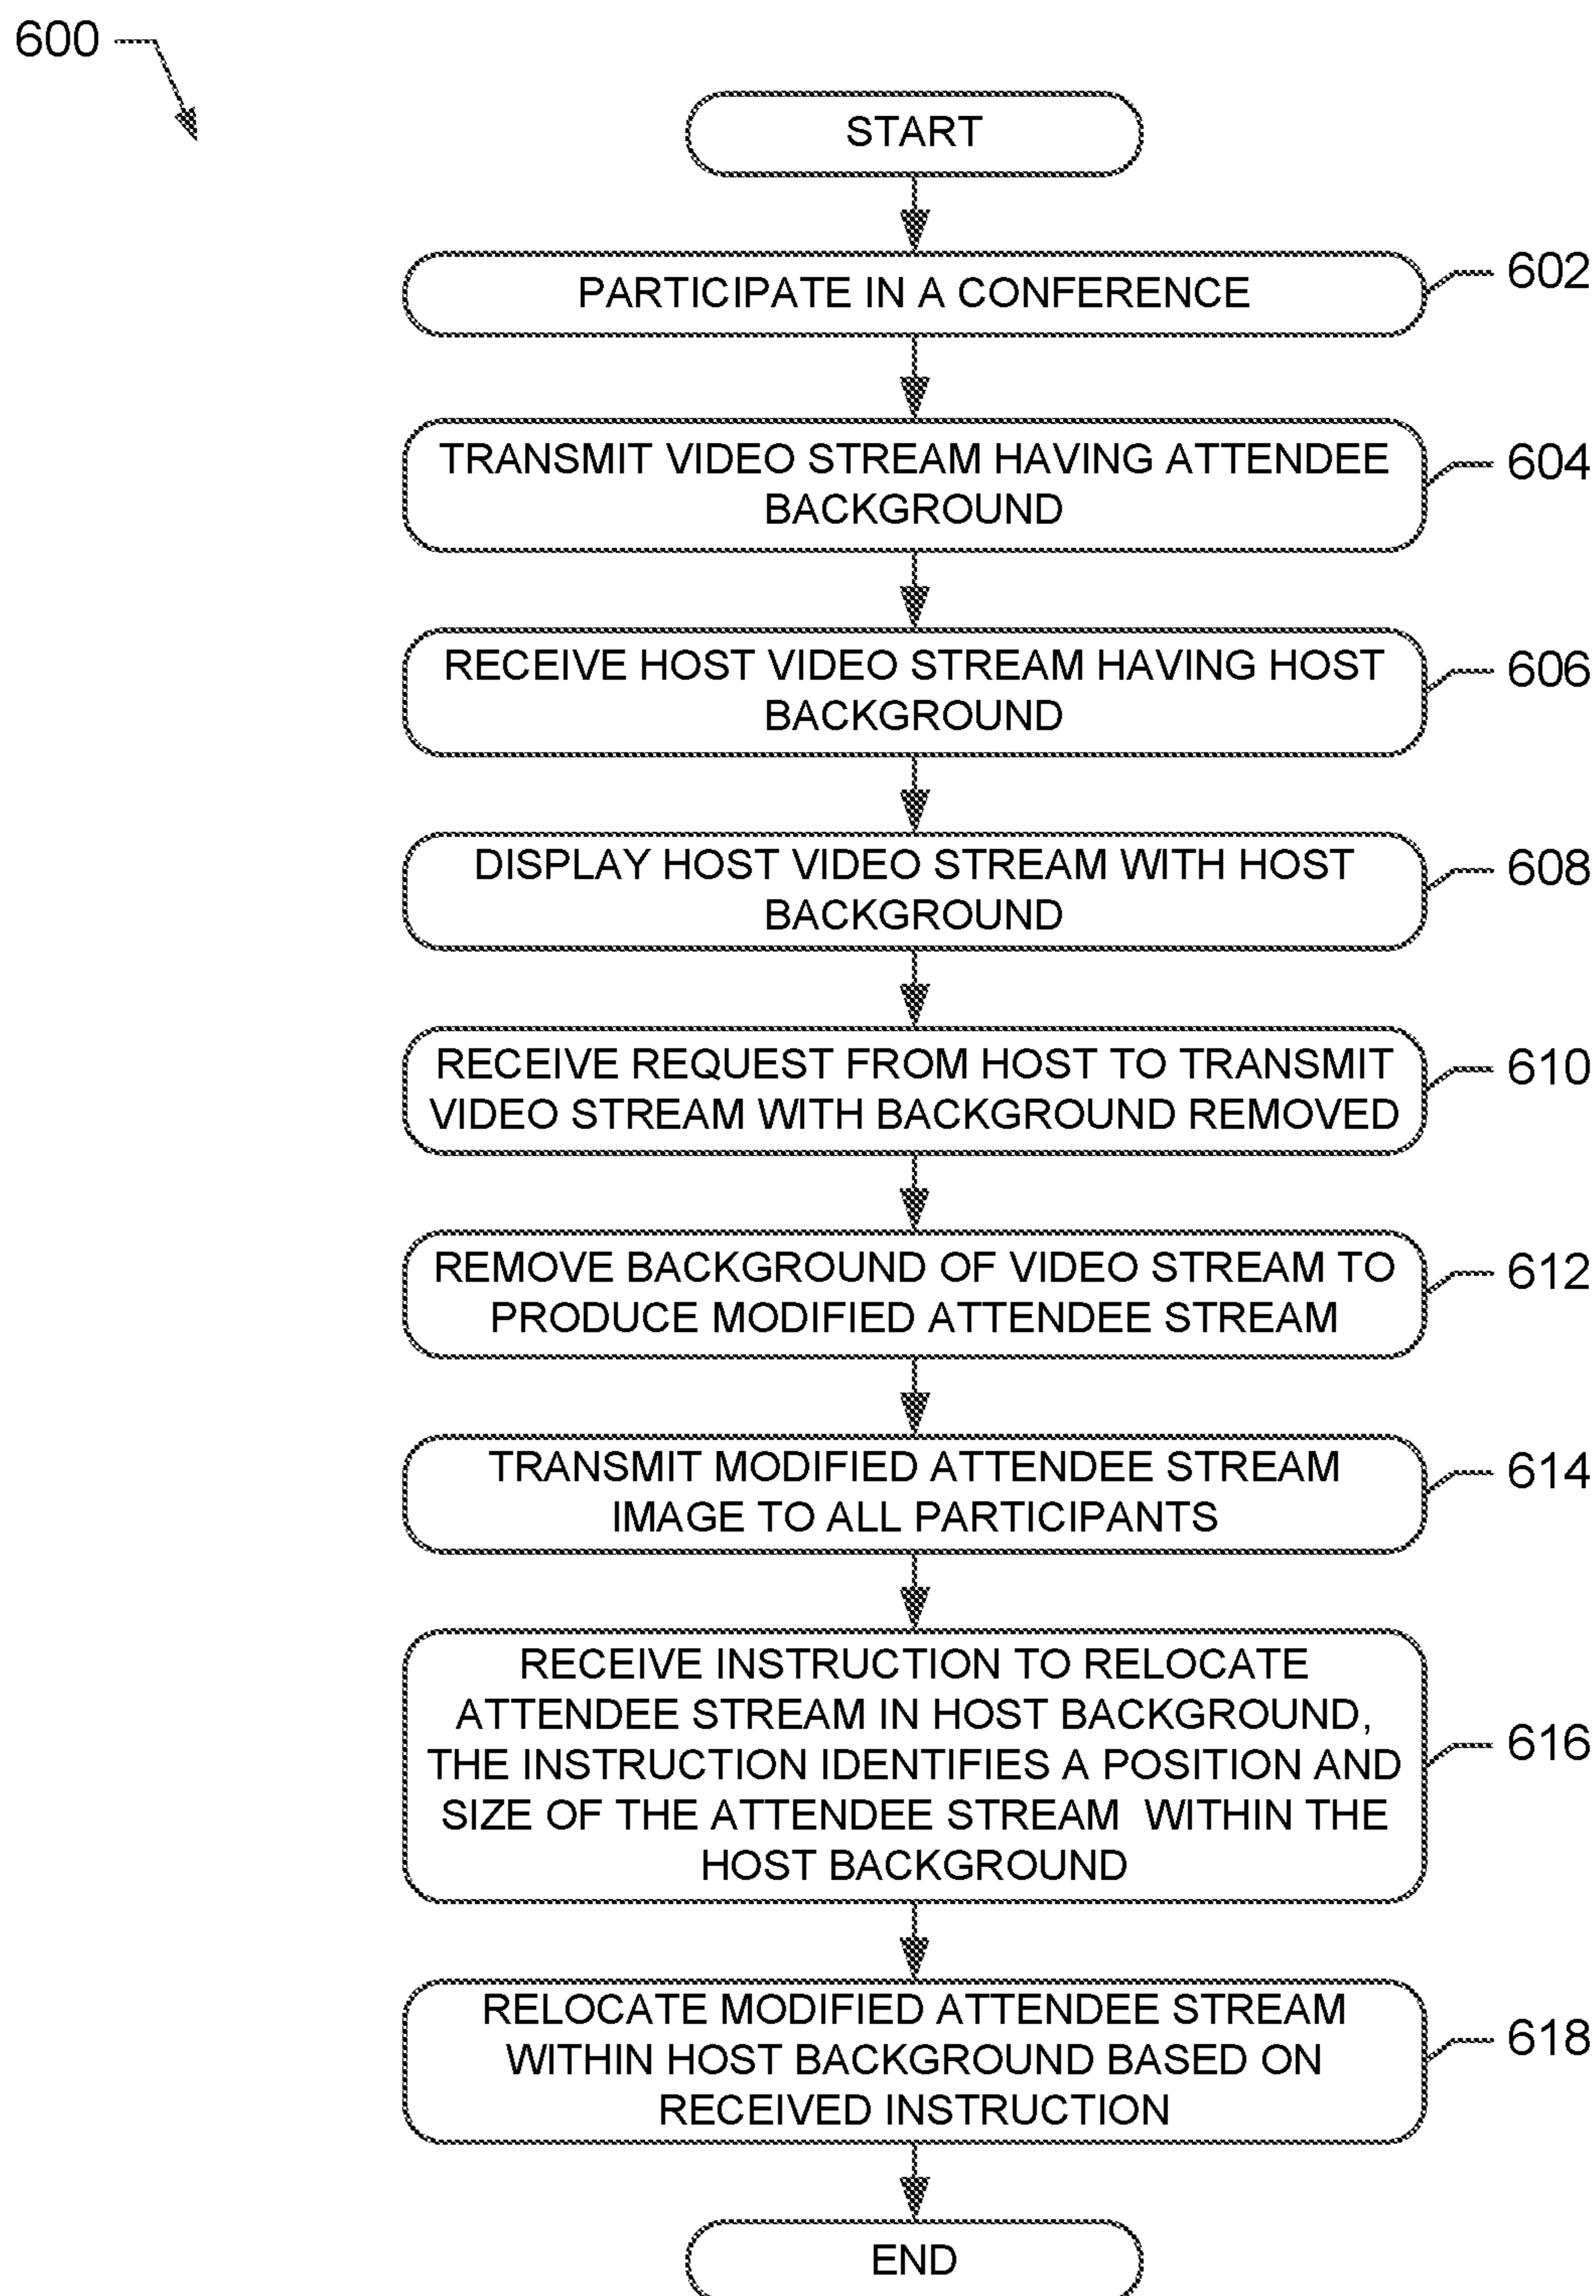 600
START
PARTICIPATE IN A CONFERENCE
602
TRANSMIT VIDEO STREAM HAVING ATTENDEE
BACKGROUND
604
RECEIVE HOST VIDEO STREAM HAVING HOST
BACKGROUND
606
DISPLAY HOST VIDEO STREAM WITH HOST
BACKGROUND
608
RECEIVE REQUEST FROM HOST TO TRANSMIT
VIDEO STREAM WITH BACKGROUND REMOVED
610
REMOVE BACKGROUND OF VIDEO STREAM TO
PRODUCE MODIFIED ATTENDEE STREAM
612
TRANSMIT MODIFIED ATTENDEE STREAM
IMAGE TO ALL PARTICIPANTS
614
RECEIVE INSTRUCTION TO RELOCATE
ATTENDEE STREAM IN HOST BACKGROUND,
THE INSTRUCTION IDENTIFIES A POSITION AND
SIZE OF THE ATTENDEE STREAM WITHIN THE
HOST BACKGROUND
616
RELOCATE MODIFIED ATTENDEE STREAM
WITHIN HOST BACKGROUND BASED ON
RECEIVED INSTRUCTION
618
END